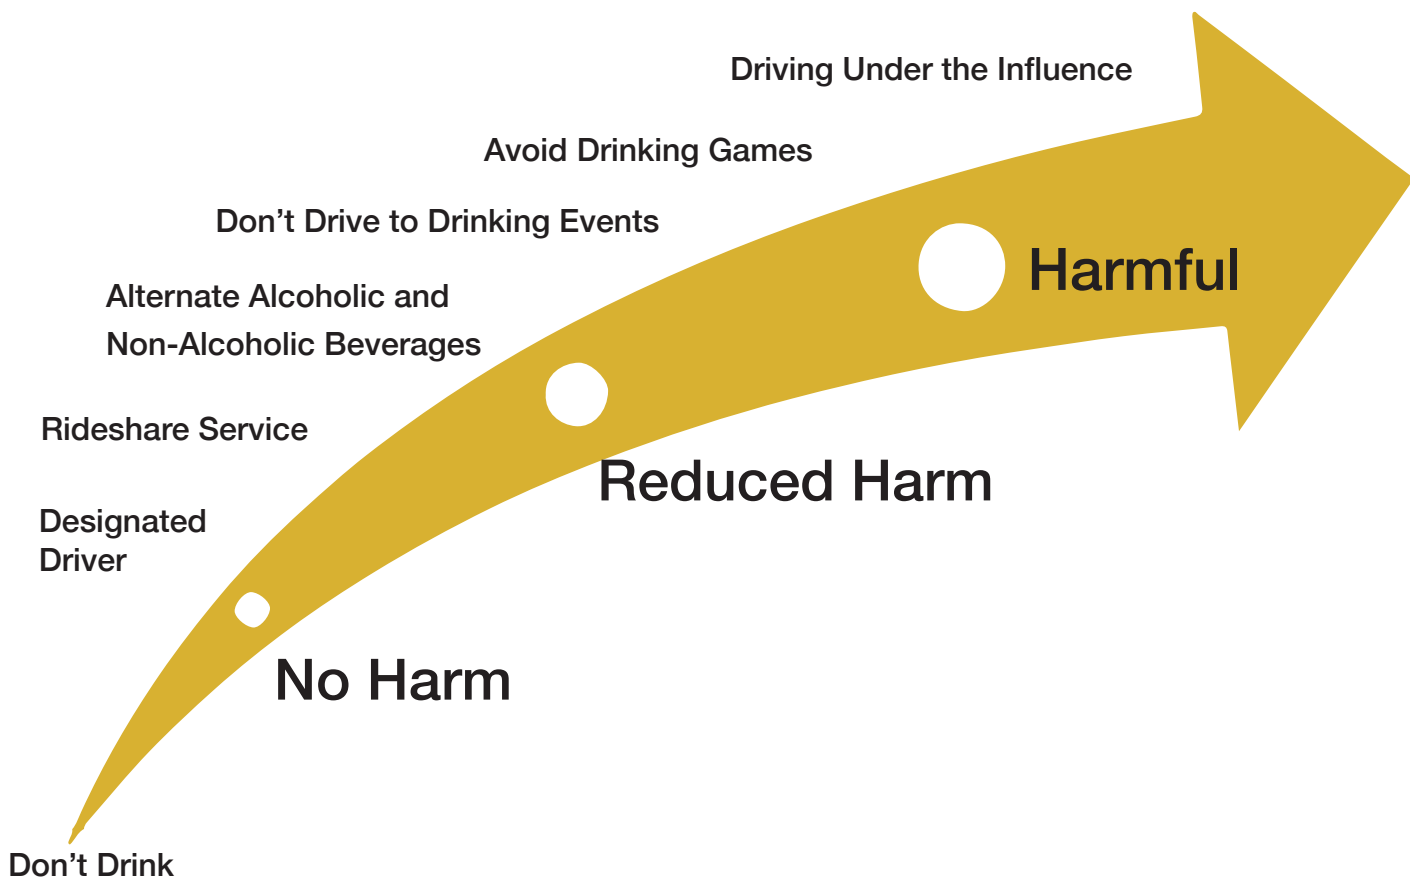 Driving Under the Influence
Avoid Drinking Games
Don’t Drive to Drinking Events
Harmful
Alternate Alcoholic and
Non-Alcoholic Beverages
Rideshare Service
Reduced Harm
Designated
Driver
No Harm
Don’t Drink